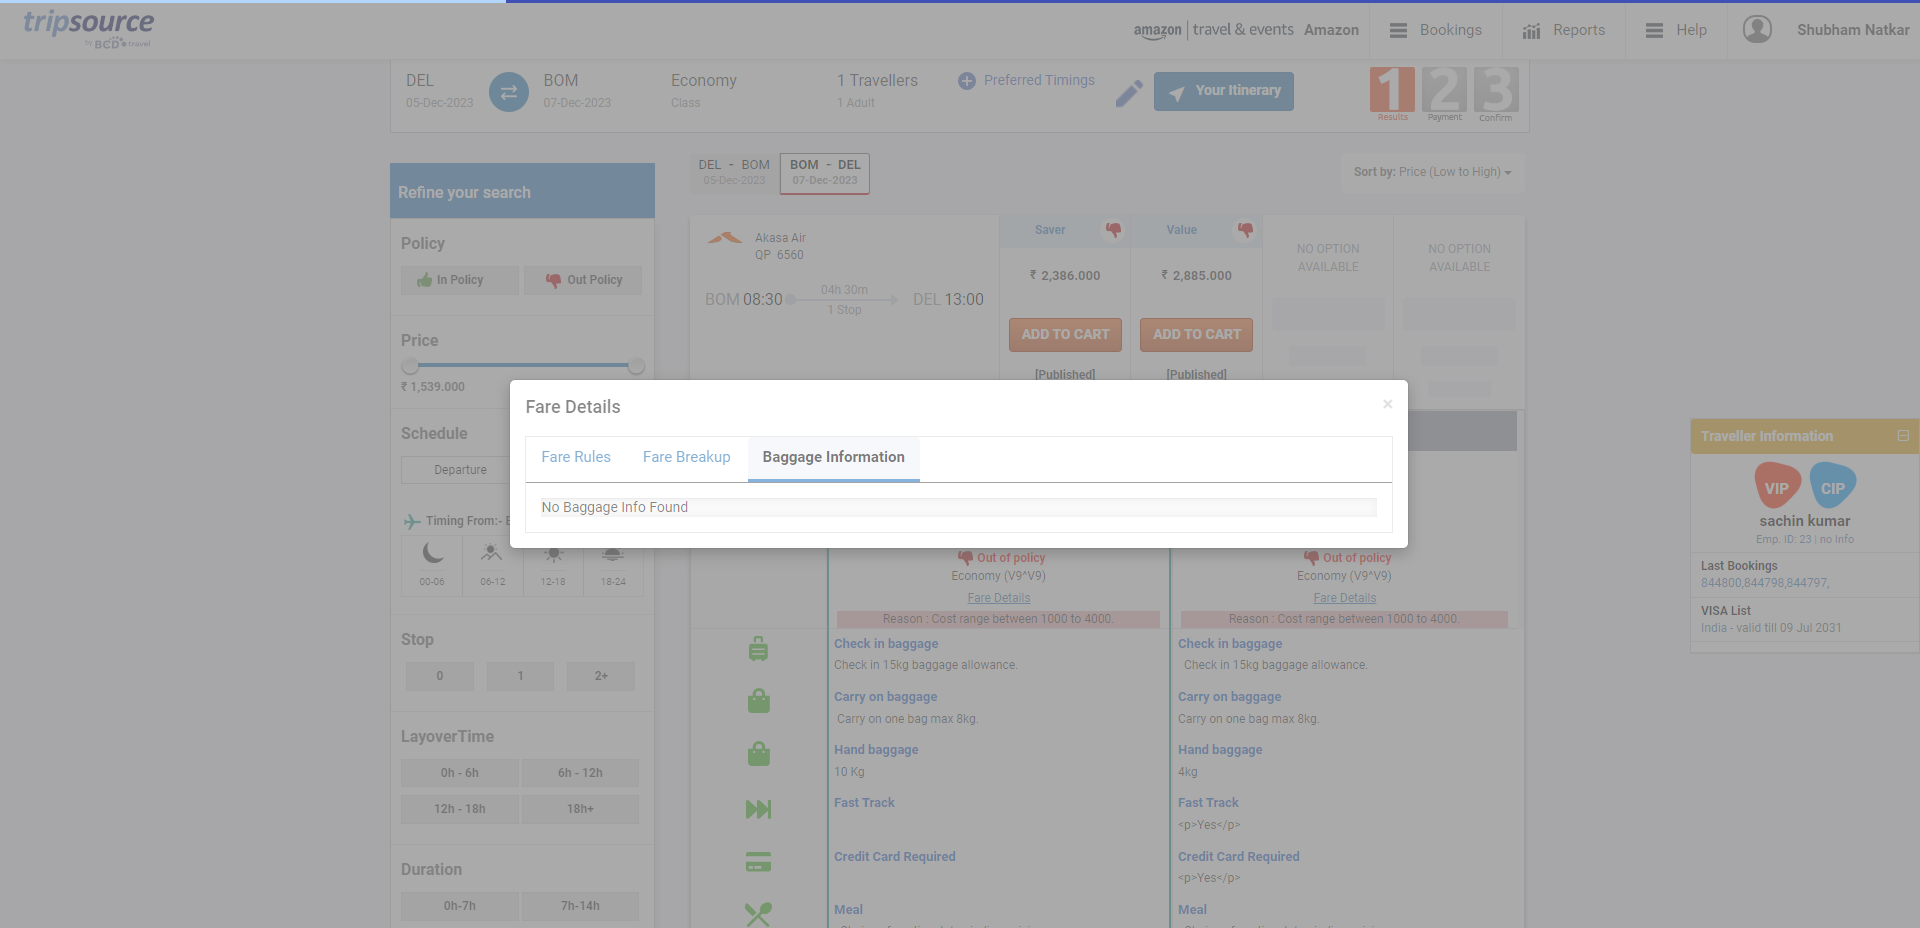 tripsource
by BCD travel
amazon | travel & events Amazon
Bookings
Reports
Help
Shubham Natkar
DEL
05-Dec-2023
BOM
07-Dec-2023
Economy
Class
1 Travellers
1 Adult
Preferred Timings
Your Itinerary
1 2 3
Results Payment Confirm
Refine your search
Policy
In Policy Out Policy
Price
₹ 1,539.000
Schedule
Departure
Timing From:-
00-06 06-12 12-18 18-24
Stop
0 1 2+
LayoverTime
0h - 6h 6h - 12h
12h - 18h 18h+
Duration
0h-7h 7h-14h
DEL - BOM
05-Dec-2023
BOM - DEL
07-Dec-2023
Sort by: Price (Low to High)
Akasa Air
QP 6560
BOM 08:30
04h 30m
1 Stop
DEL 13:00
Saver
₹ 2,386.000
ADD TO CART
[Published]
Value
₹ 2,885.000
ADD TO CART
[Published]
NO OPTION
AVAILABLE
NO OPTION
AVAILABLE
Fare Details
×
Fare Rules Fare Breakup Baggage Information
No Baggage Info Found
Out of policy
Economy (V9^V9)
Fare Details
Reason : Cost range between 1000 to 4000.
Out of policy
Economy (V9^V9)
Fare Details
Reason : Cost range between 1000 to 4000.
Check in baggage
Check in 15kg baggage allowance.
Check in baggage
Check in 15kg baggage allowance.
Carry on baggage
Carry on one bag max 8kg.
Carry on baggage
Carry on one bag max 8kg.
Hand baggage
10 Kg
Hand baggage
4kg
Fast Track
Fast Track
<p>Yes</p>
Credit Card Required
Credit Card Required
<p>Yes</p>
Meal
Meal
Traveller Information
VIP CIP
sachin kumar
Emp. ID: 23 | no Info
Last Bookings
844800,844798,844797,
VISA List
India - valid till 09 Jul 2031